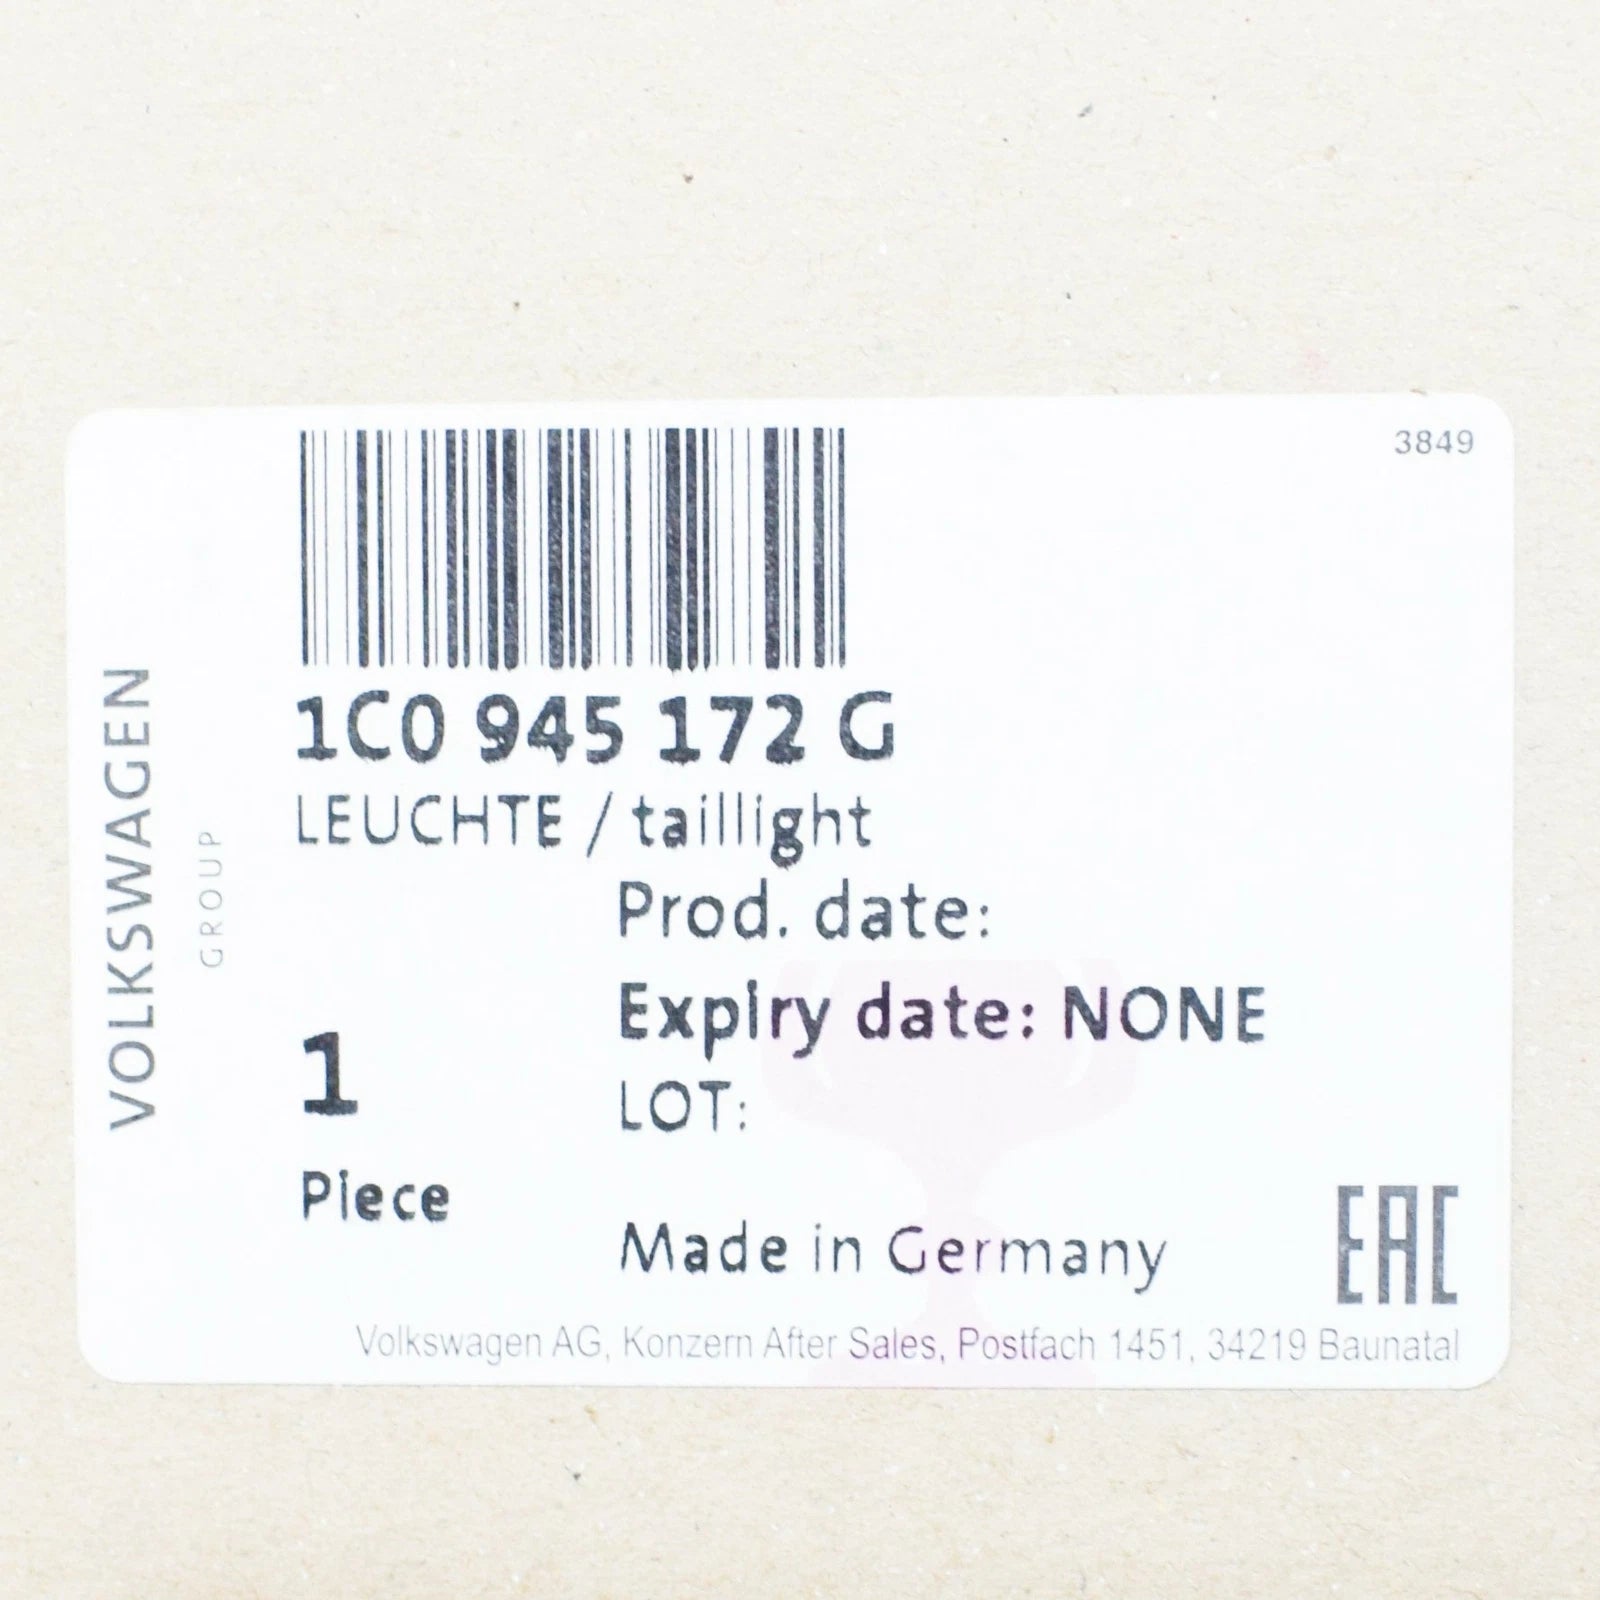 3849
VOLKSWAGEN
GROUP
1C0 945 172 G
LEUCHTE / taillight
Prod. date:
Expiry date: NONE
1
LOT:
Piece
Made in Germany
EAC
Volkswagen AG, Konzern After Sales, Postfach 1451, 34219 Baunatal